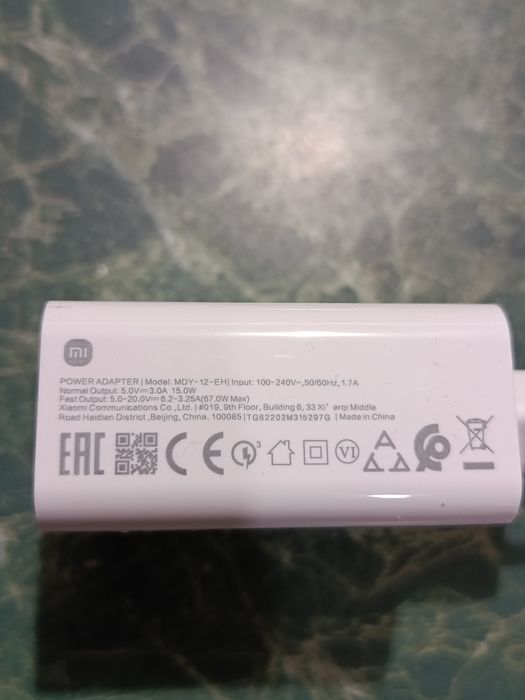 mi
POWER ADAPTER | Model: MDY-12-EH| Input: 100-240V~,50/60Hz,1.7A
Normal Output: 5.0V⎓3.0A 15.0W
Fast Output: 5.0-20.0V⎓6.2-3.25A(67.0W Max)
Xiaomi Communications Co.,Ltd. | #019, 9th Floor, Building 6, 33 Xi' erqi Middle
Road Haidian District ,Beijing, China. 100085 |TG62202M315297G | Made in China
EAC CE 3 VI